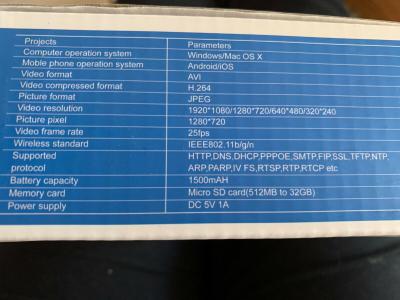 Projects Parameters
Computer operation system Windows/Mac OS X
Moble phone operation system Android/iOS
Video format AVI
Video compressed format H.264
Picture format JPEG
Video resolution 1920*1080/1280*720/640*480/320*240
Picture pixel 1280*720
Video frame rate 25fps
Wireless standard IEEE802.11b/g/n
Supported HTTP,DNS,DHCP,PPPOE,SMTP,FIP,SSL,TFTP,NTP,
protocol ARP,PARP,IV FS,RTSP,RTP,RTCP etc
Battery capacity 1500mAH
Memory card Micro SD card(512MB to 32GB)
Power supply DC 5V 1A